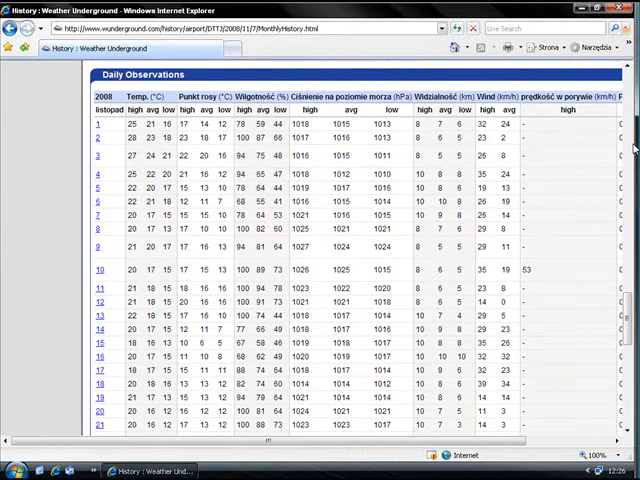 History : Weather Underground - Windows Internet Explorer
http://www.wunderground.com/history/airport/DTTJ/2008/11/7/MonthlyHistory.html
Live Search
History : Weather Underground
Strona
Narzędzia
Daily Observations
2008 Temp. (°C) Punkt rosy (°C) Wilgotność (%) Ciśnienie na poziomie morza (hPa) Widzialność (km) Wind (km/h) prędkość w porywie (km/h)
listopad high avg low high avg low high avg low high avg low high avg low high avg high
1 25 21 16 17 14 9 78 59 44 1018 1015 1013 8 7 6 32 24 -
2 28 23 18 23 18 17 100 87 66 1017 1016 1013 8 6 5 23 2 -
3 27 24 21 22 20 16 94 75 48 1016 1015 1011 8 6 5 26 8 -
4 25 22 20 21 16 12 94 65 47 1018 1012 1010 10 8 8 35 24 -
5 22 20 17 15 13 10 78 64 52 1019 1017 1016 10 8 6 19 13 -
6 22 21 18 12 11 7 68 55 41 1016 1016 1015 10 10 8 26 19 -
7 20 17 15 15 10 15 78 64 53 1021 1016 1015 10 9 8 26 14 -
8 20 17 13 17 10 12 100 82 60 1025 1021 1021 8 6 5 29 8 -
9 21 20 17 17 16 13 94 81 64 1027 1024 1024 8 5 5 29 11 -
10 20 17 15 17 15 13 100 89 73 1026 1025 1015 8 6 5 35 19 53
11 21 18 15 18 16 16 100 94 78 1023 1022 1020 8 6 3 23 8 -
12 21 18 15 20 16 16 100 91 73 1021 1021 1018 8 6 5 14 0 -
13 22 18 15 18 14 16 100 74 44 1018 1017 1016 10 7 4 29 5 -
14 20 17 15 12 11 7 77 66 49 1018 1017 1014 10 9 8 29 23 -
15 18 16 13 10 6 9 67 58 46 1019 1018 1014 10 9 8 35 26 -
16 20 17 15 11 10 8 68 62 49 1020 1019 1017 10 10 10 32 32 -
17 18 17 15 15 11 11 88 74 60 1021 1018 1017 10 9 6 32 27 -
18 20 18 16 13 13 12 82 74 60 1016 1014 1012 10 9 8 39 34 -
19 21 17 13 15 13 12 94 79 64 1014 1014 1014 10 7 6 14 5 -
20 20 16 12 16 14 12 100 81 64 1024 1021 1021 10 7 5 11 3 -
21 20 16 12 17 14 12 100 88 73 1023 1023 1017 10 6 5 14 3 -
Internet
100%
History : Weather Und...
12:26